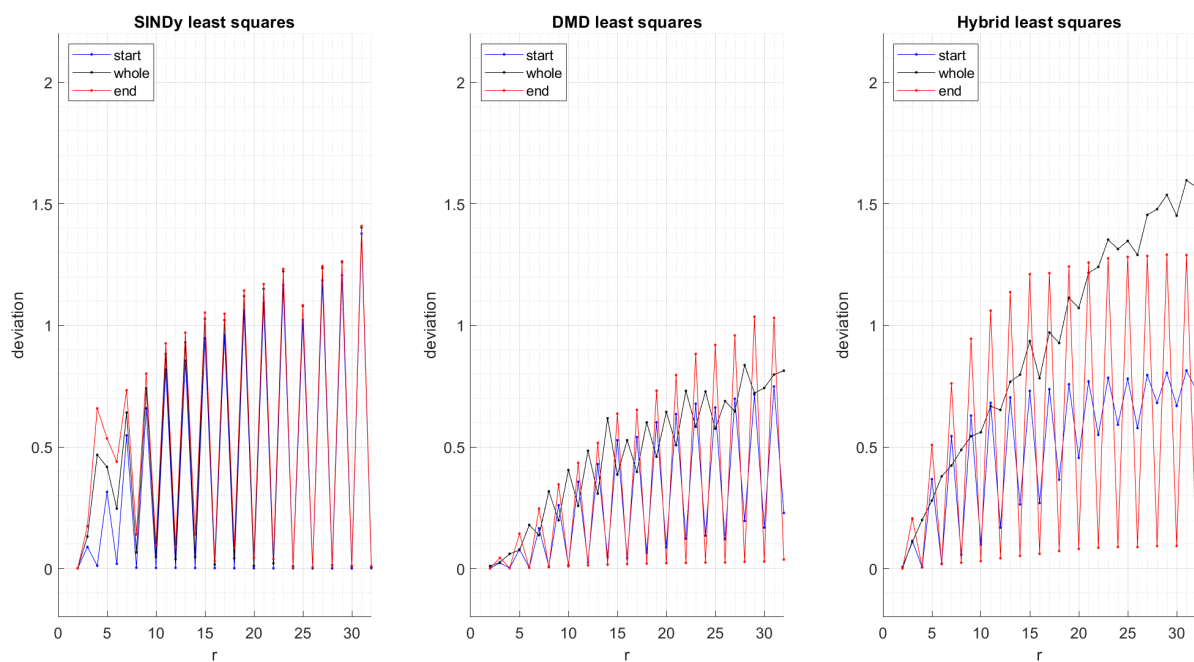 SINDy least squares
start
whole
end
2
1.5
1
0.5
0
deviation
0 5 10 15 20 25 30
r
DMD least squares
start
whole
end
2
1.5
1
0.5
0
deviation
0 5 10 15 20 25 30
r
Hybrid least squares
start
whole
end
2
1.5
1
0.5
0
deviation
0 5 10 15 20 25 30
r